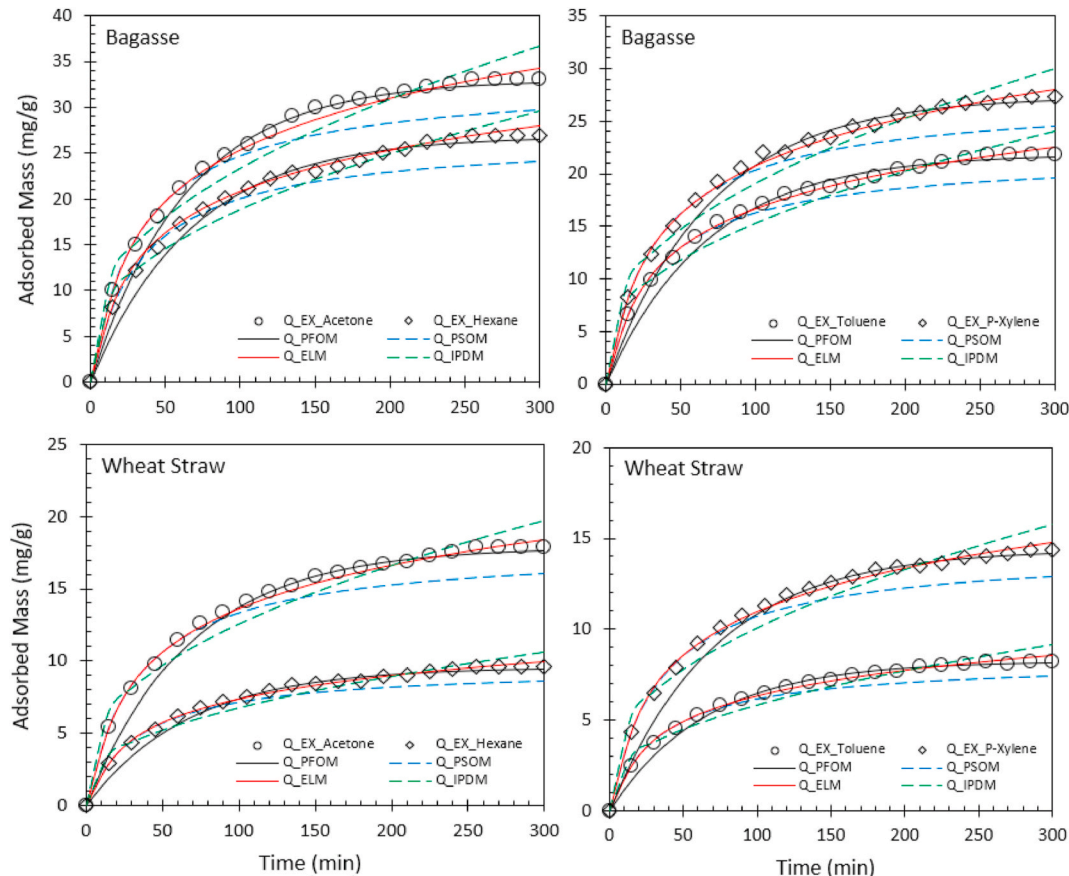 Bagasse
40
35
30
25
20
15
10
5
0
Adsorbed Mass (mg/g)
Q_EX_Acetone Q_EX_Hexane
Q_PFOM Q_PSOM
Q_ELM Q_IPDM
0 50 100 150 200 250 300
Bagasse
35
30
25
20
15
10
5
0
Q_EX_Toluene Q_EX_P-Xylene
Q_PFOM Q_PSOM
Q_ELM Q_IPDM
0 50 100 150 200 250 300
Wheat Straw
25
20
15
10
5
0
Adsorbed Mass (mg/g)
Q_EX_Acetone Q_EX_Hexane
Q_PFOM Q_PSOM
Q_ELM Q_IPDM
0 50 100 150 200 250 300
Time (min)
Wheat Straw
20
15
10
5
0
Q_EX_Toluene Q_EX_P-Xylene
Q_PFOM Q_PSOM
Q_ELM Q_IPDM
0 50 100 150 200 250 300
Time (min)